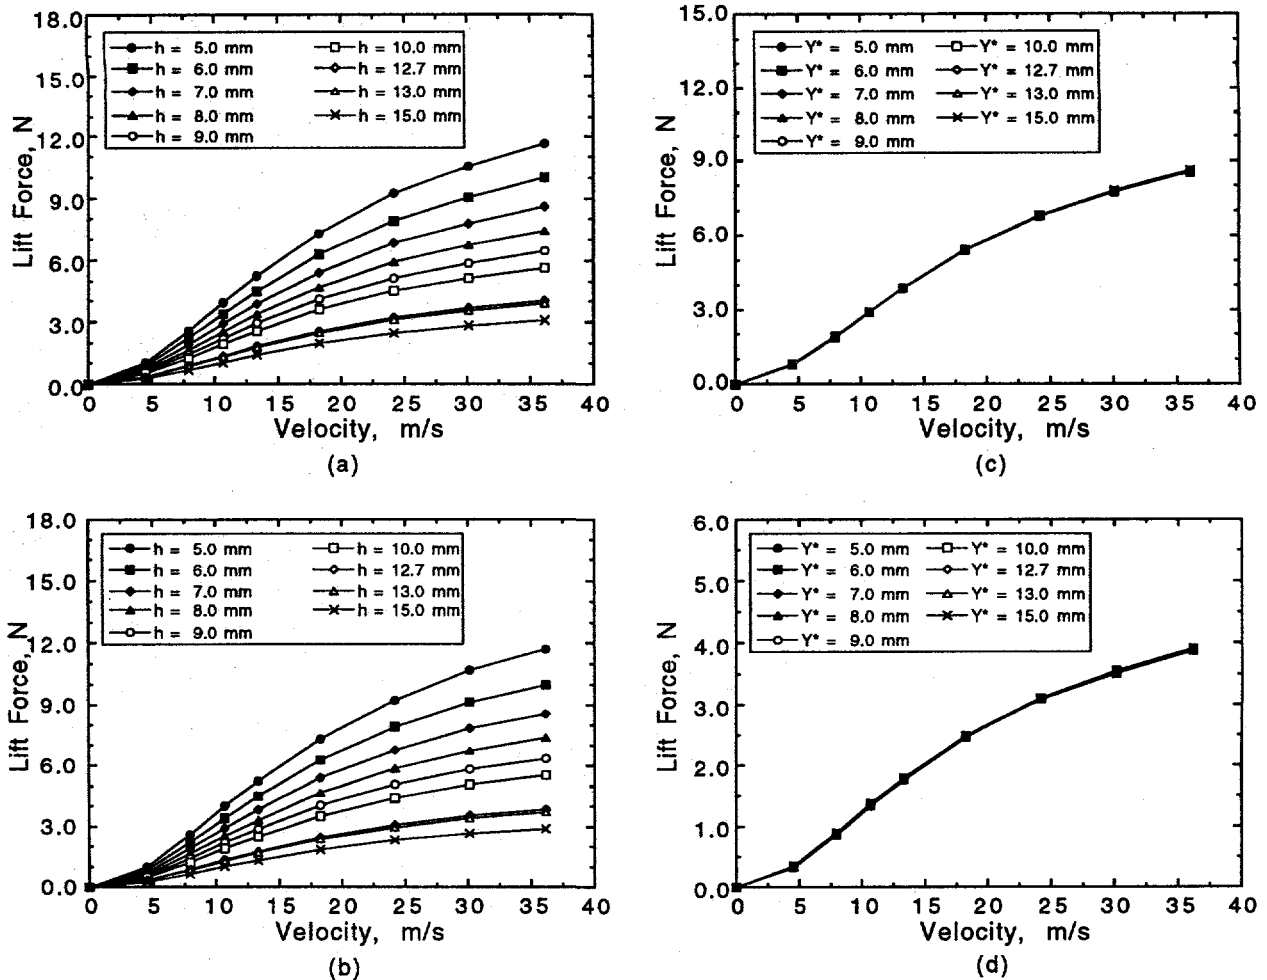 18.0
15.0
12.0
9.0
6.0
3.0
0.0
Lift Force, N
h = 5.0 mm
h = 6.0 mm
h = 7.0 mm
h = 8.0 mm
h = 9.0 mm
h = 10.0 mm
h = 12.7 mm
h = 13.0 mm
h = 15.0 mm
0 5 10 15 20 25 30 35 40
Velocity, m/s
(a)
15.0
12.0
9.0
6.0
3.0
0.0
Lift Force, N
Y* = 5.0 mm
Y* = 6.0 mm
Y* = 7.0 mm
Y* = 8.0 mm
Y* = 9.0 mm
Y* = 10.0 mm
Y* = 12.7 mm
Y* = 13.0 mm
Y* = 15.0 mm
0 5 10 15 20 25 30 35 40
Velocity, m/s
(c)
18.0
15.0
12.0
9.0
6.0
3.0
0.0
Lift Force, N
h = 5.0 mm
h = 6.0 mm
h = 7.0 mm
h = 8.0 mm
h = 9.0 mm
h = 10.0 mm
h = 12.7 mm
h = 13.0 mm
h = 15.0 mm
0 5 10 15 20 25 30 35 40
Velocity, m/s
(b)
6.0
5.0
4.0
3.0
2.0
1.0
0.0
Lift Force, N
Y* = 5.0 mm
Y* = 6.0 mm
Y* = 7.0 mm
Y* = 8.0 mm
Y* = 9.0 mm
Y* = 10.0 mm
Y* = 12.7 mm
Y* = 13.0 mm
Y* = 15.0 mm
0 5 10 15 20 25 30 35 40
Velocity, m/s
(d)